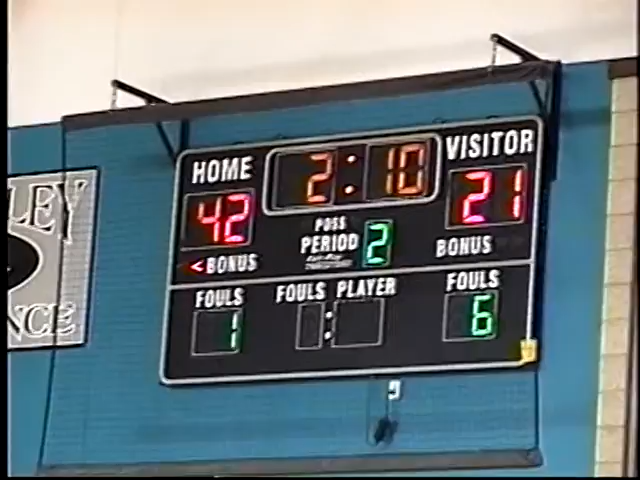 HOME 2:10 VISITOR
42 21
POSS
PERIOD 2
< BONUS BONUS
FOULS FOULS PLAYER FOULS
1 : 6
LEY
NCE